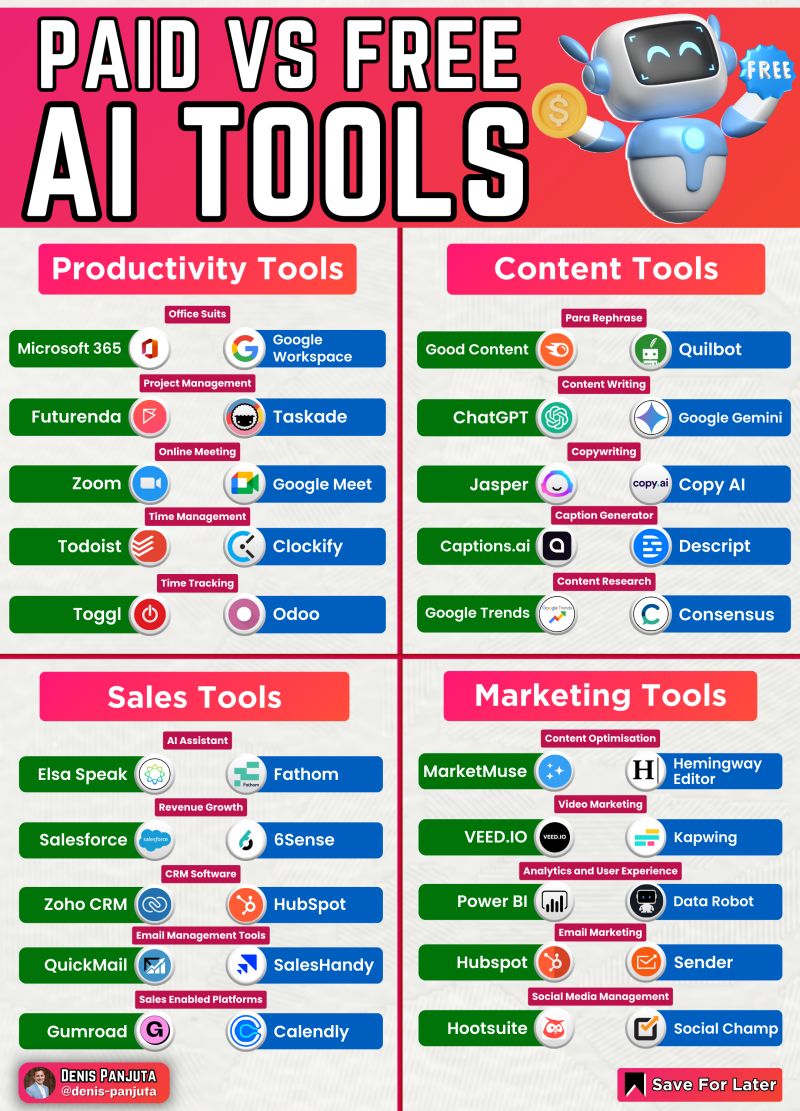 PAID VS FREE
AI TOOLS
$
FREE
Productivity Tools
Office Suits
Microsoft 365
Google
Workspace
Project Management
Futurenda
Taskade
Online Meeting
Zoom
Google Meet
Time Management
Todoist
Clockify
Time Tracking
Toggl
Odoo
Content Tools
Para Rephrase
Good Content
Quilbot
Content Writing
ChatGPT
Google Gemini
Copywriting
Jasper
copy.ai
Copy AI
Caption Generator
Captions.ai
Descript
Content Research
Google Trends
Google Trends
Consensus
Sales Tools
AI Assistant
Elsa Speak
Fathom
Fathom
Revenue Growth
Salesforce
salesforce
6Sense
CRM Software
Zoho CRM
HubSpot
Email Management Tools
QuickMail
SalesHandy
Sales Enabled Platforms
Gumroad
G
Calendly
Marketing Tools
Content Optimisation
MarketMuse
H
Hemingway
Editor
Video Marketing
VEED.IO
VEED.IO
Kapwing
Analytics and User Experience
Power BI
Data Robot
Email Marketing
Hubspot
Sender
Social Media Management
Hootsuite
Social Champ
Denis Panjuta
@denis-panjuta
Save For Later